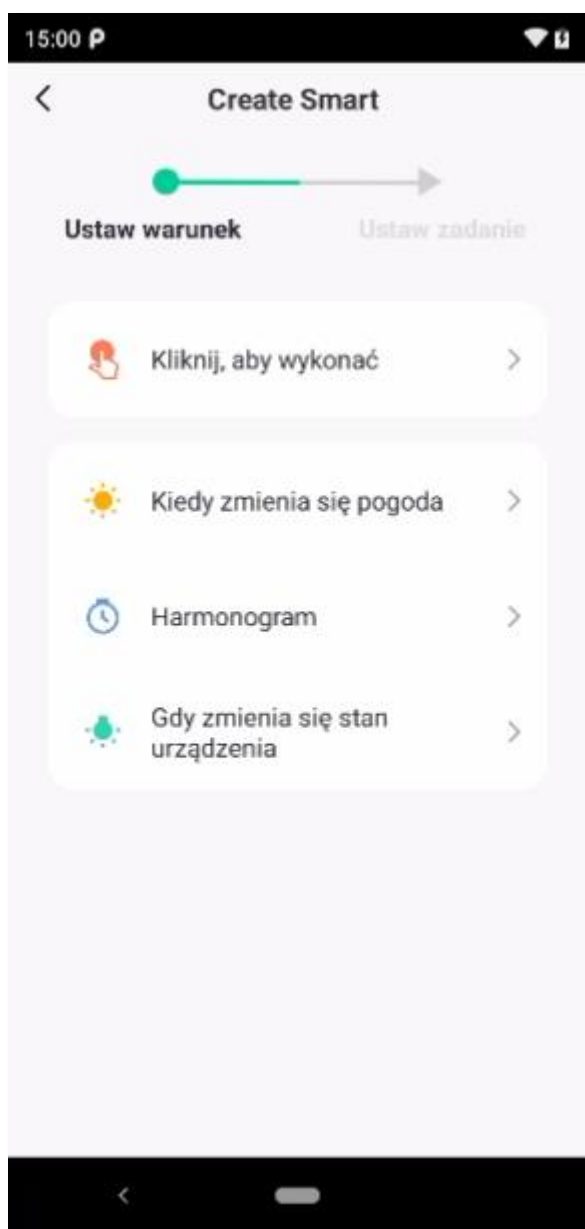 15:00
Create Smart
Ustaw warunek
Ustaw zadanie
Kliknij, aby wykonać
Kiedy zmienia się pogoda
Harmonogram
Gdy zmienia się stan
urządzenia